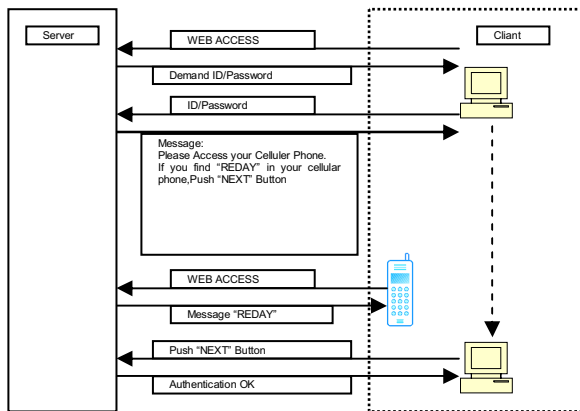 Server
Cliant
WEB ACCESS
Demand ID/Password
ID/Password
Message:
Please Access your Celluler Phone.
If you find “REDAY” in your cellular
phone,Push “NEXT” Button
WEB ACCESS
Message “REDAY”
Push “NEXT” Button
Authentication OK